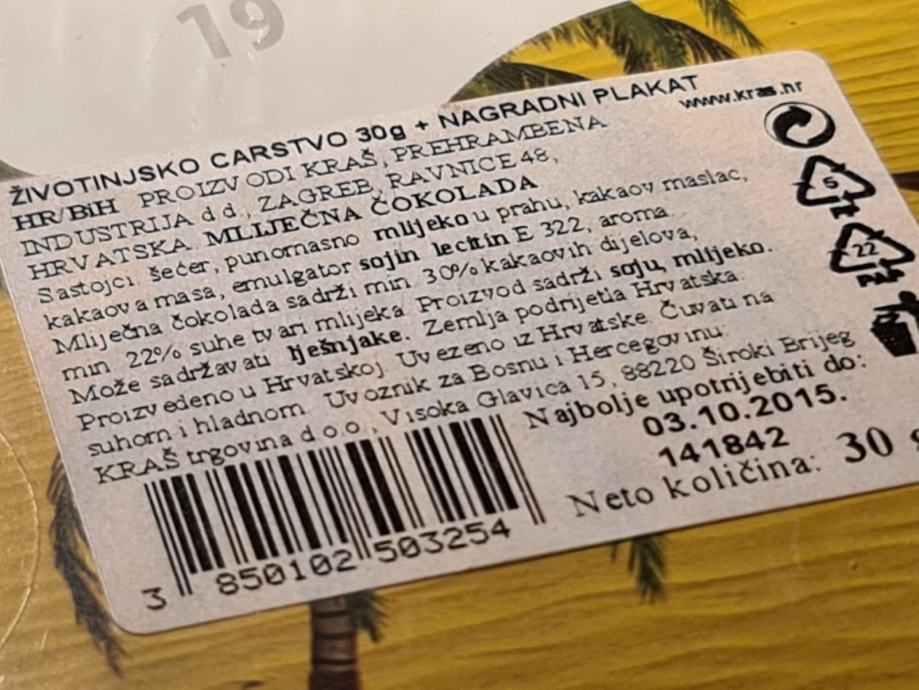 19
ŽIVOTINJSKO CARSTVO 30g + NAGRADNI PLAKAT
www.kras.hr
HR/BiH PROIZVODI KRAŠ, PREHRAMBENA
INDUSTRIJA d.d., ZAGREB, RAVNICE 48,
HRVATSKA. MLIJEČNA ČOKOLADA
Sastojci: šećer, punomasno mlijeko u prahu, kakaov maslac,
kakaova masa, emulgator sojin lecitin E 322, aroma.
Mliječna čokolada sadrži min 30% kakaovih dijelova,
min 22% suhe tvari mlijeka. Proizvod sadrži soju, mlijeko.
Može sadržavati lješnjake. Zemlja podrijetla Hrvatska.
Proizvedeno u Hrvatskoj. Uvezeno iz Hrvatske. Čuvati na
suhom i hladnom. Uvoznik za Bosnu i Hercegovinu:
KRAŠ trgovina d.o.o., Visoka Glavica 15, 88220 Široki Brijeg
Najbolje upotrijebiti do:
03.10.2015.
141842
Neto količina: 30 g
3 850102 503254
5
22
PAP